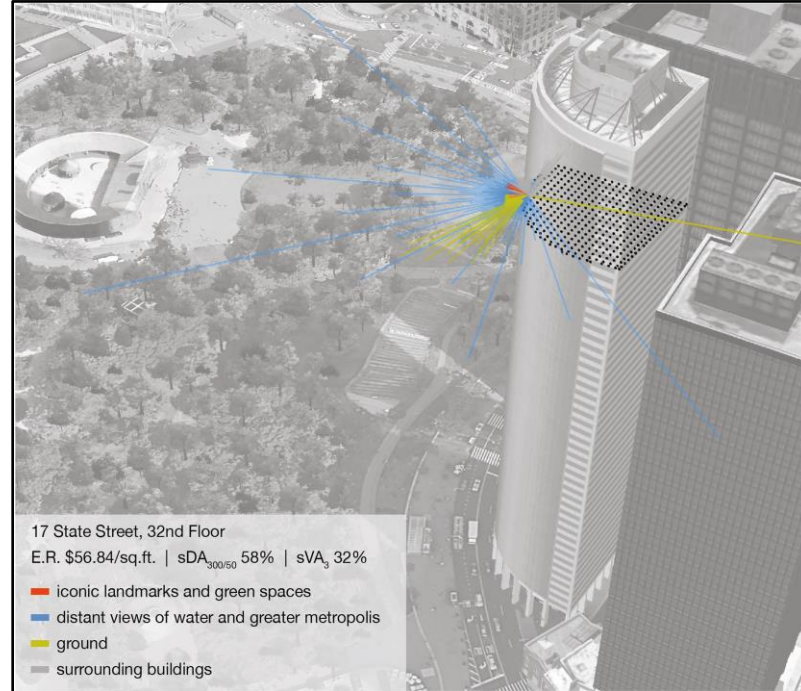 17 State Street, 32nd Floor
E.R. $56.84/sq.ft. | sDA300/50 58% | sVA3 32%
iconic landmarks and green spaces
distant views of water and greater metropolis
ground
surrounding buildings